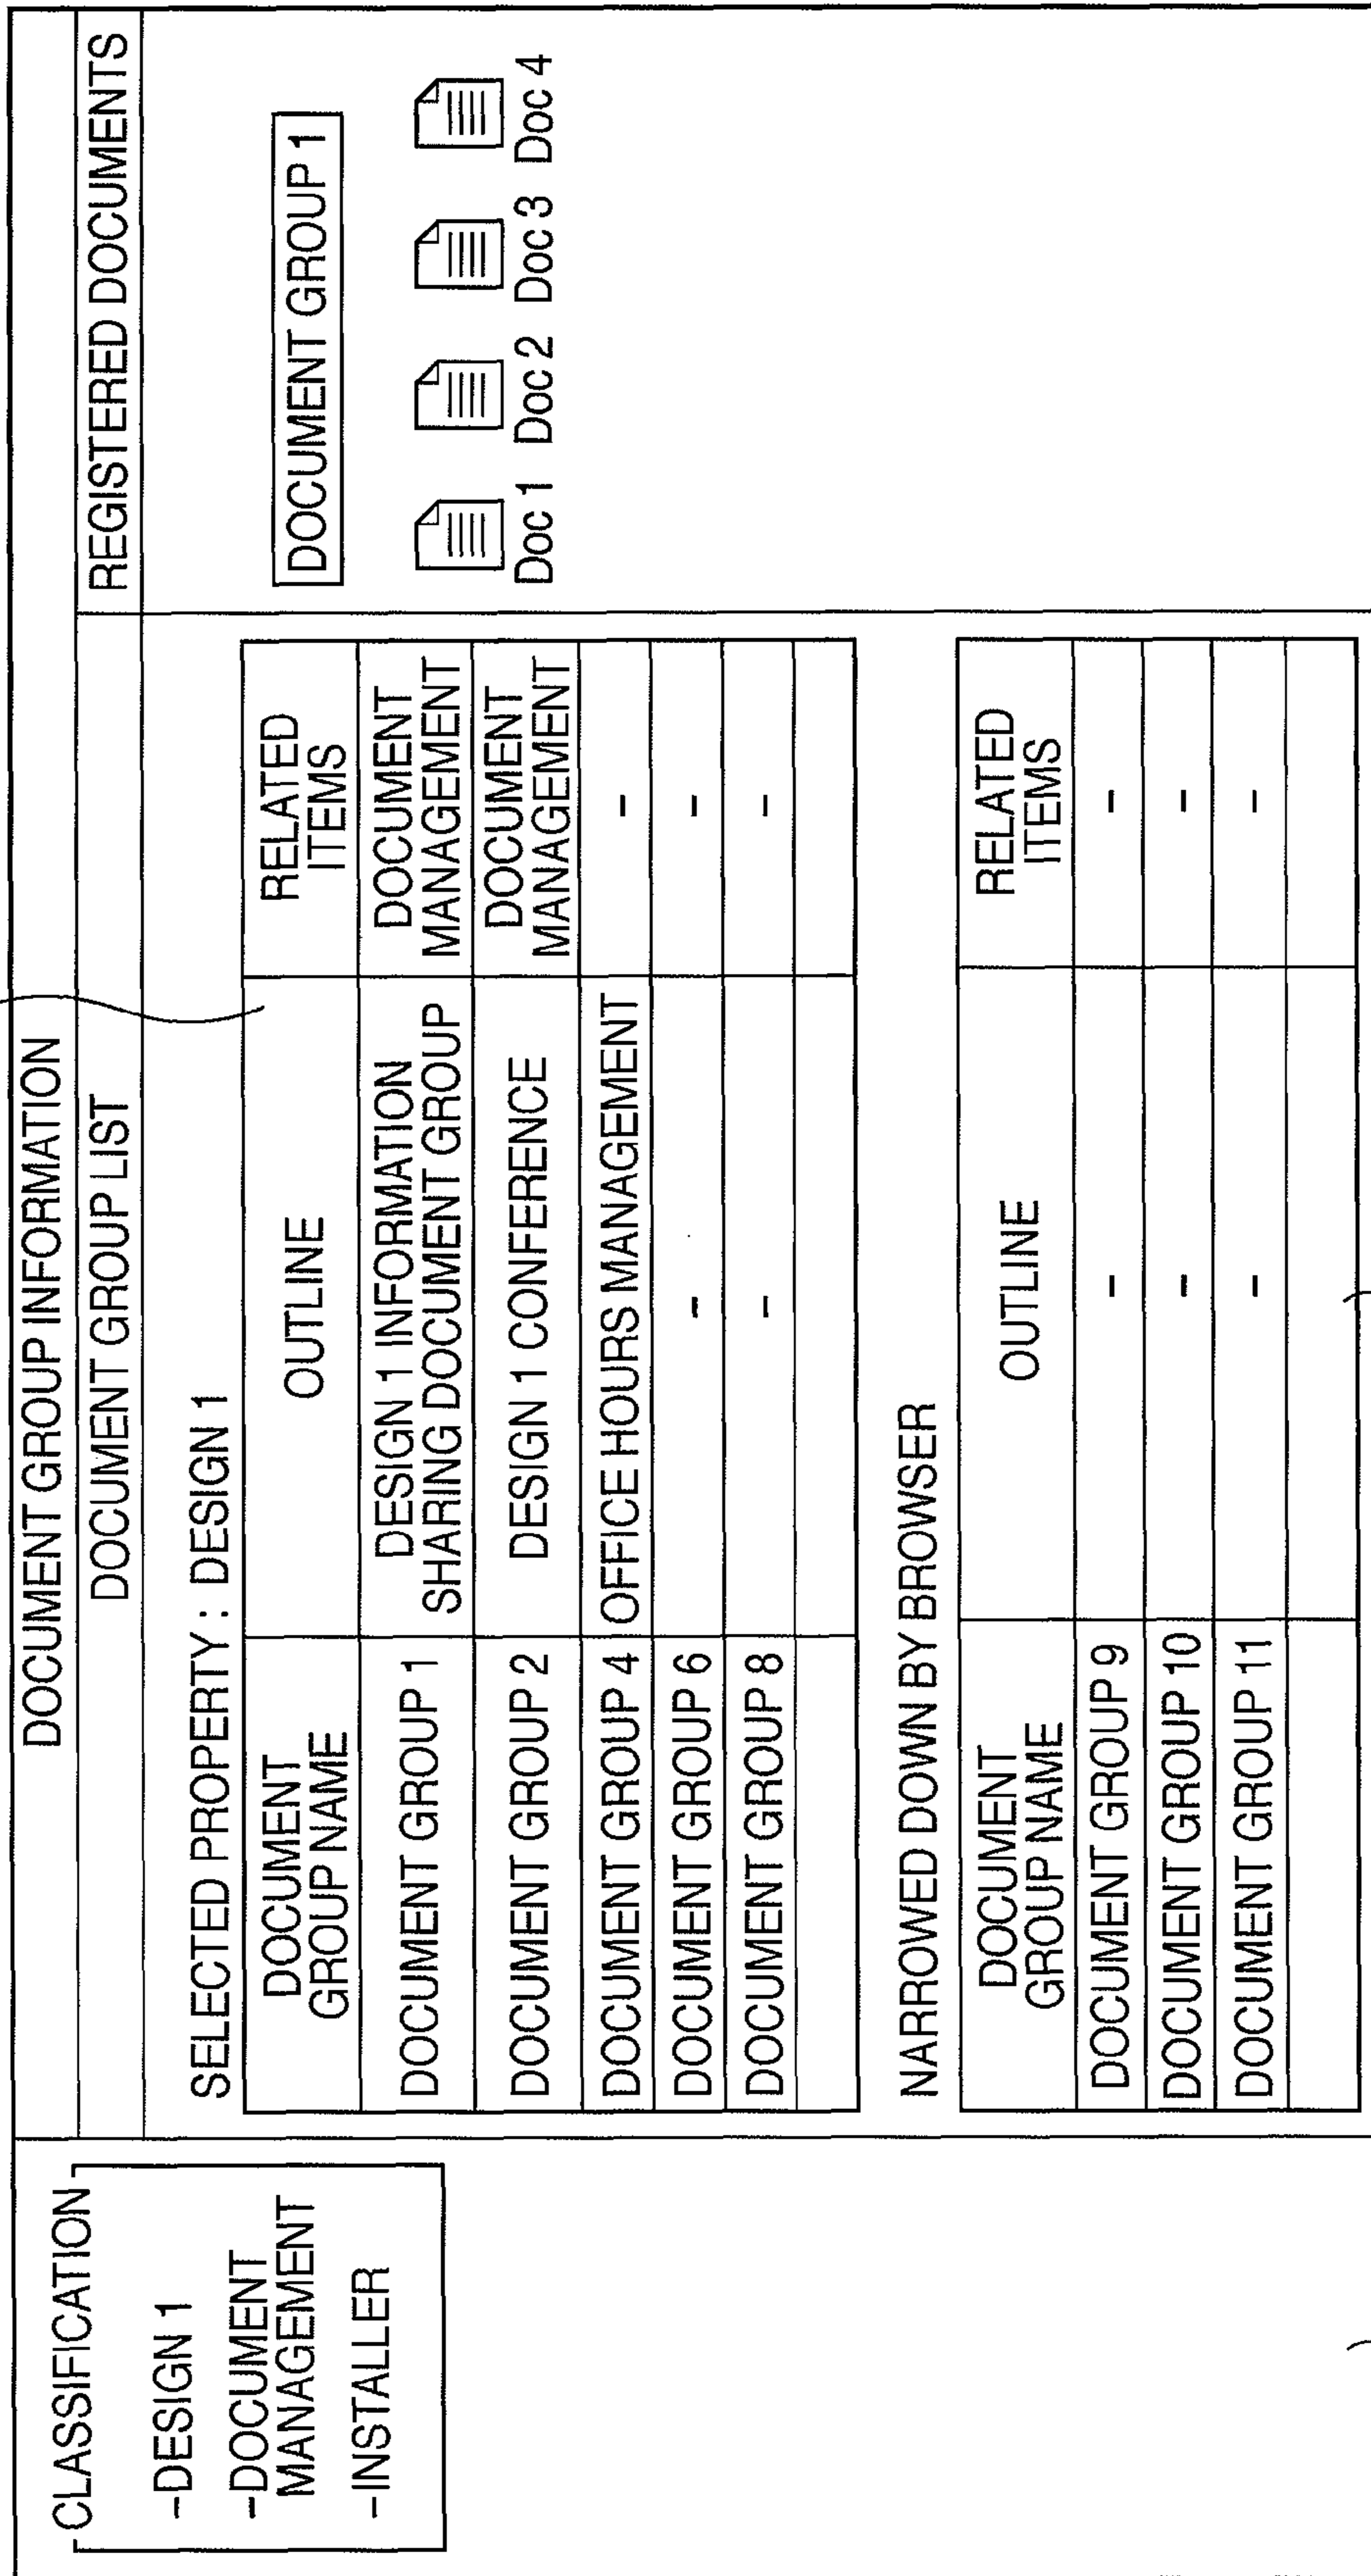 DOCUMENT GROUP INFORMATION
CLASSIFICATION
-DESIGN 1
-DOCUMENT
MANAGEMENT
-INSTALLER
DOCUMENT GROUP LIST
SELECTED PROPERTY : DESIGN 1
DOCUMENT
GROUP NAME
OUTLINE
RELATED
ITEMS
DOCUMENT GROUP 1
DESIGN 1 INFORMATION
SHARING DOCUMENT GROUP
DOCUMENT
MANAGEMENT
DOCUMENT GROUP 2
DESIGN 1 CONFERENCE
DOCUMENT
MANAGEMENT
DOCUMENT GROUP 4
OFFICE HOURS MANAGEMENT
-
DOCUMENT GROUP 6
-
-
DOCUMENT GROUP 8
-
-
NARROWED DOWN BY BROWSER
DOCUMENT
GROUP NAME
OUTLINE
RELATED
ITEMS
DOCUMENT GROUP 9
-
-
DOCUMENT GROUP 10
-
-
DOCUMENT GROUP 11
-
-
REGISTERED DOCUMENTS
DOCUMENT GROUP 1
Doc 1 Doc 2 Doc 3 Doc 4